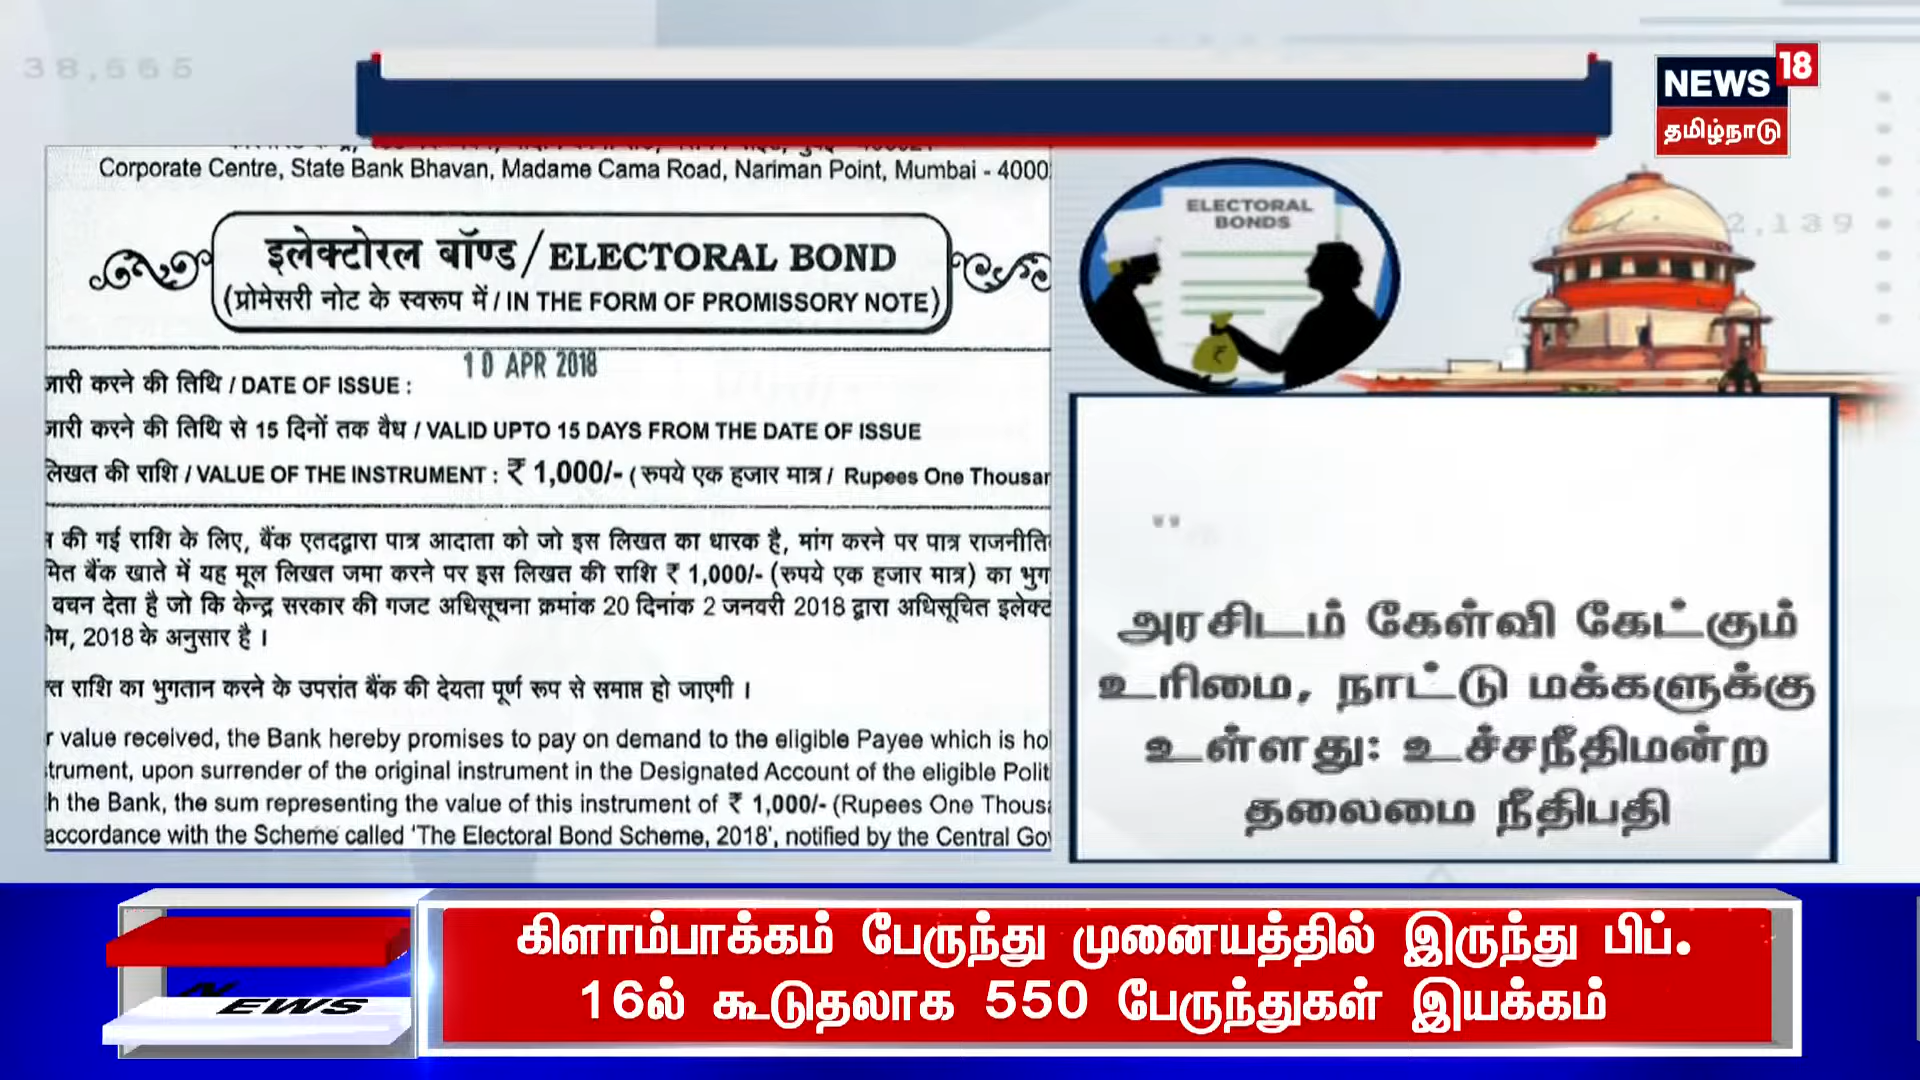 38,565
NEWS 18
தமிழ்நாடு
Corporate Centre, State Bank Bhavan, Madame Cama Road, Nariman Point, Mumbai - 4000
इलेक्टोरल बॉण्ड / ELECTORAL BOND
(प्रोमेसरी नोट के स्वरूप में / IN THE FORM OF PROMISSORY NOTE)
10 APR 2018
जारी करने की तिथि / DATE OF ISSUE :
जारी करने की तिथि से 15 दिनों तक वैध / VALID UPTO 15 DAYS FROM THE DATE OF ISSUE
लिखत की राशि / VALUE OF THE INSTRUMENT : ₹ 1,000/- ( रुपये एक हजार मात्र / Rupees One Thousan
की गई राशि के लिए, बैंक एतदद्वारा पात्र आदाता को जो इस लिखत का धारक है, मांग करने पर पात्र राजनीति
मित बैंक खाते में यह मूल लिखत जमा करने पर इस लिखत की राशि ₹ 1,000/- (रुपये एक हजार मात्र) का भुग
वचन देता है जो कि केन्द्र सरकार की गजट अधिसूचना क्रमांक 20 दिनांक 2 जनवरी 2018 द्वारा अधिसूचित इलेक्ट
म, 2018 के अनुसार है ।
त राशि का भुगतान करने के उपरांत बैंक की देयता पूर्ण रूप से समाप्त हो जाएगी ।
r value received, the Bank hereby promises to pay on demand to the eligible Payee which is ho
trument, upon surrender of the original instrument in the Designated Account of the eligible Polit
h the Bank, the sum representing the value of this instrument of ₹ 1,000/- (Rupees One Thousa
accordance with the Scheme called 'The Electoral Bond Scheme, 2018', notified by the Central Go
ELECTORAL
BONDS
2,139
"
அரசிடம் கேள்வி கேட்கும்
உரிமை, நாட்டு மக்களுக்கு
உள்ளது: உச்சநீதிமன்ற
தலைமை நீதிபதி
NEWS
கிளாம்பாக்கம் பேருந்து முனையத்தில் இருந்து பிப்.
16ல் கூடுதலாக 550 பேருந்துகள் இயக்கம்